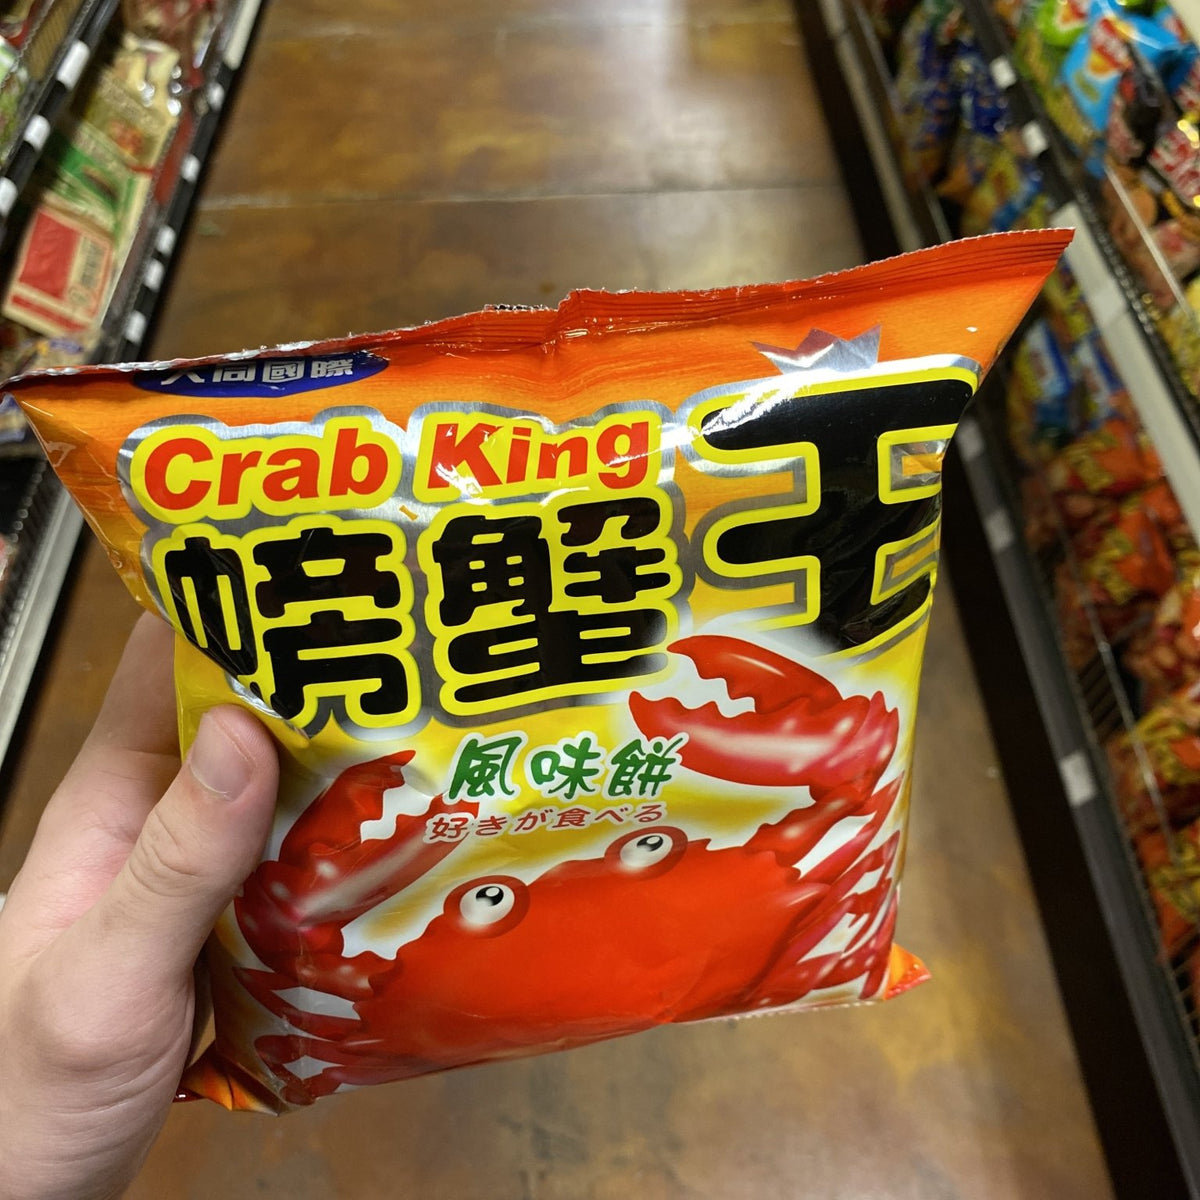 大同國際
Crab King
螃蟹王
風味餅
好きが食べる